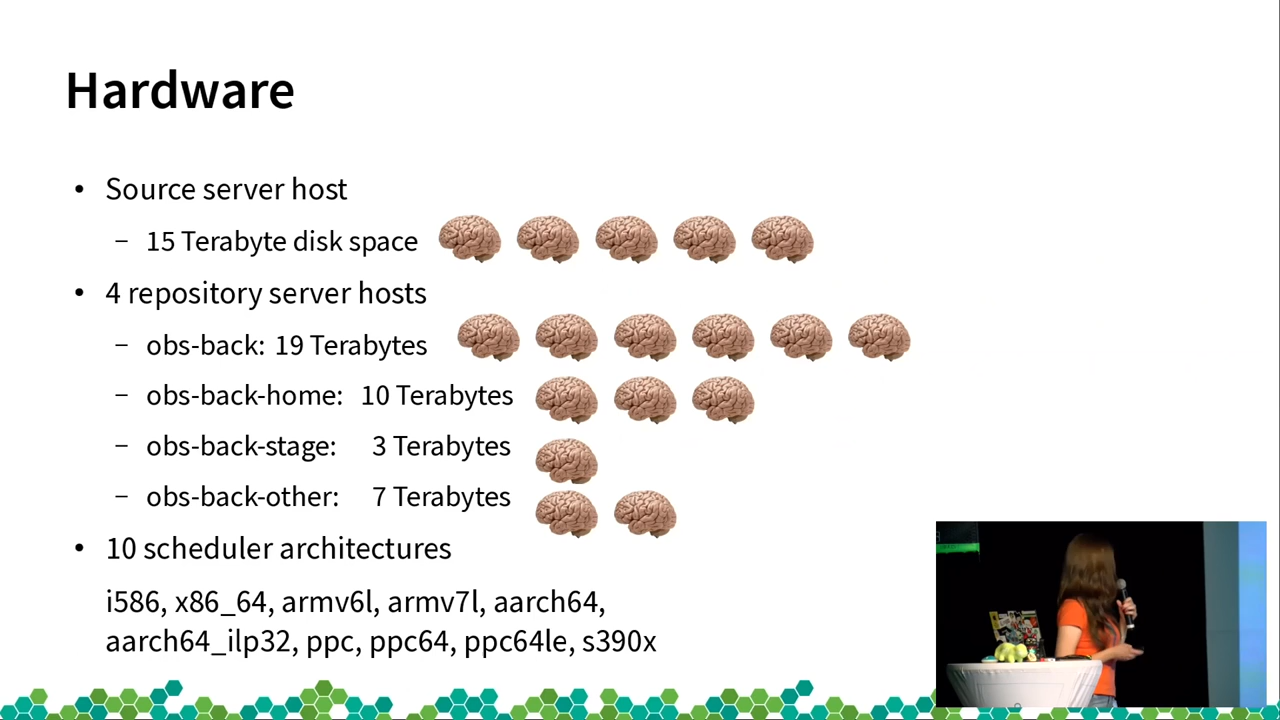 Hardware
• Source server host
– 15 Terabyte disk space
• 4 repository server hosts
– obs-back: 19 Terabytes
– obs-back-home: 10 Terabytes
– obs-back-stage: 3 Terabytes
– obs-back-other: 7 Terabytes
• 10 scheduler architectures
i586, x86_64, armv6l, armv7l, aarch64,
aarch64_ilp32, ppc, ppc64, ppc64le, s390x